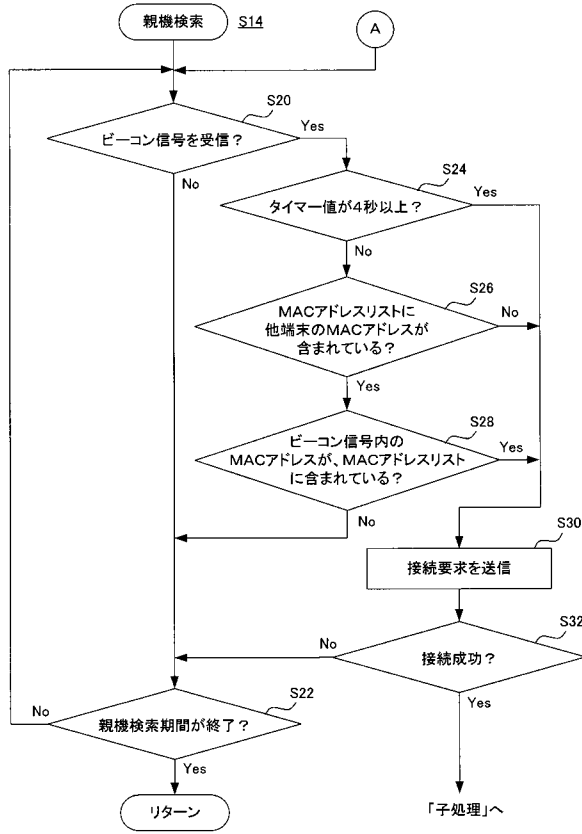 親機検索
S14
A
S20
ビーコン信号を受信？
Yes
No
S24
タイマー値が4秒以上？
Yes
No
S26
MACアドレスリストに
他端末のMACアドレスが
含まれている？
No
Yes
S28
ビーコン信号内の
MACアドレスが、MACアドレスリスト
に含まれている？
Yes
No
S30
接続要求を送信
S32
接続成功？
No
Yes
S22
親機検索期間が終了？
No
Yes
リターン
「子処理」へ